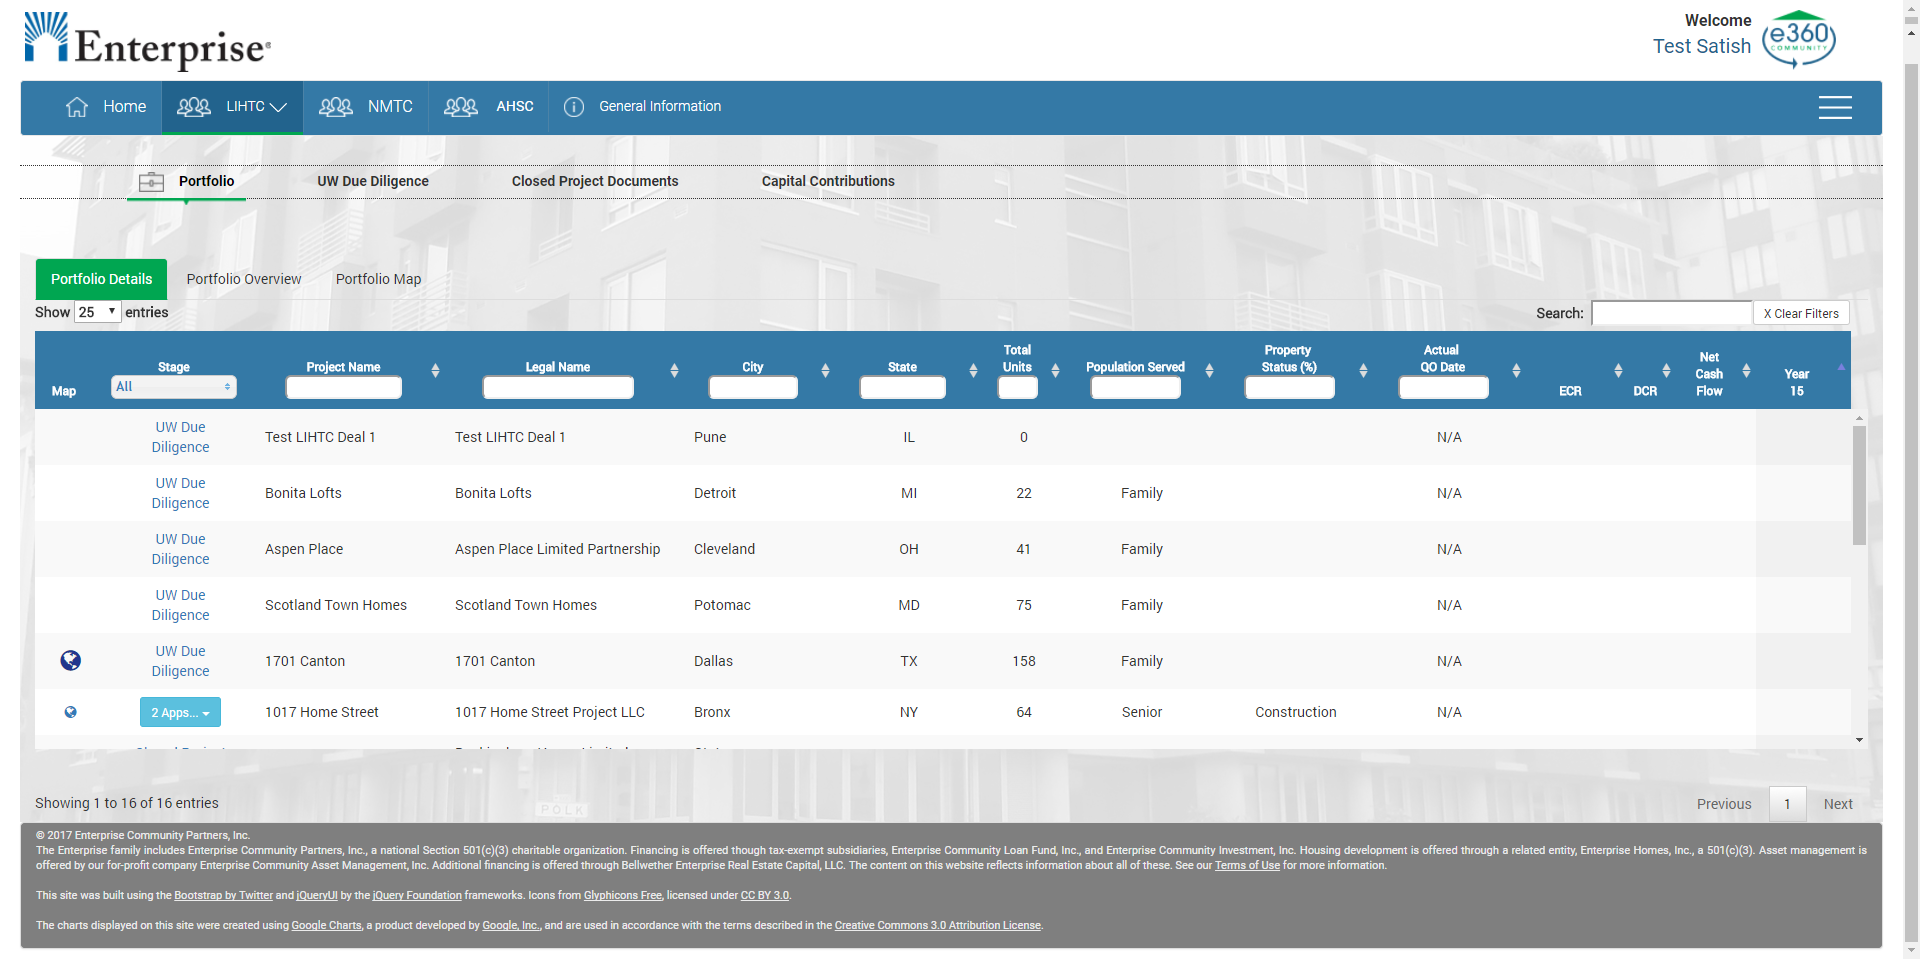 Enterprise®
Welcome
Test Satish
e360
COMMUNITY
Home
LIHTC
NMTC
AHSC
General Information
Portfolio
UW Due Diligence
Closed Project Documents
Capital Contributions
Portfolio Details
Portfolio Overview
Portfolio Map
Show 25 entries
Search:
X Clear Filters
Map
Stage
All
Project Name
Legal Name
City
State
Total
Units
Population Served
Property
Status (%)
Actual
QO Date
ECR
DCR
Net
Cash
Flow
Year
15
UW Due
Diligence
Test LIHTC Deal 1 Test LIHTC Deal 1 Pune IL 0 N/A
UW Due
Diligence
Bonita Lofts Bonita Lofts Detroit MI 22 Family N/A
UW Due
Diligence
Aspen Place Aspen Place Limited Partnership Cleveland OH 41 Family N/A
UW Due
Diligence
Scotland Town Homes Scotland Town Homes Potomac MD 75 Family N/A
UW Due
Diligence
1701 Canton 1701 Canton Dallas TX 158 Family N/A
2 Apps... 1017 Home Street 1017 Home Street Project LLC Bronx NY 64 Senior Construction N/A
POLK
Showing 1 to 16 of 16 entries
Previous 1 Next
© 2017 Enterprise Community Partners, Inc.
The Enterprise family includes Enterprise Community Partners, Inc., a national Section 501(c)(3) charitable organization. Financing is offered though tax-exempt subsidiaries, Enterprise Community Loan Fund, Inc., and Enterprise Community Investment, Inc. Housing development is offered through a related entity, Enterprise Homes, Inc., a 501(c)(3). Asset management is
offered by our for-profit company Enterprise Community Asset Management, Inc. Additional financing is offered through Bellwether Enterprise Real Estate Capital, LLC. The content on this website reflects information about all of these. See our Terms of Use for more information.
This site was built using the Bootstrap by Twitter and jQueryUI by the jQuery Foundation frameworks. Icons from Glyphicons Free, licensed under CC BY 3.0.
The charts displayed on this site were created using Google Charts, a product developed by Google, Inc., and are used in accordance with the terms described in the Creative Commons 3.0 Attribution License.